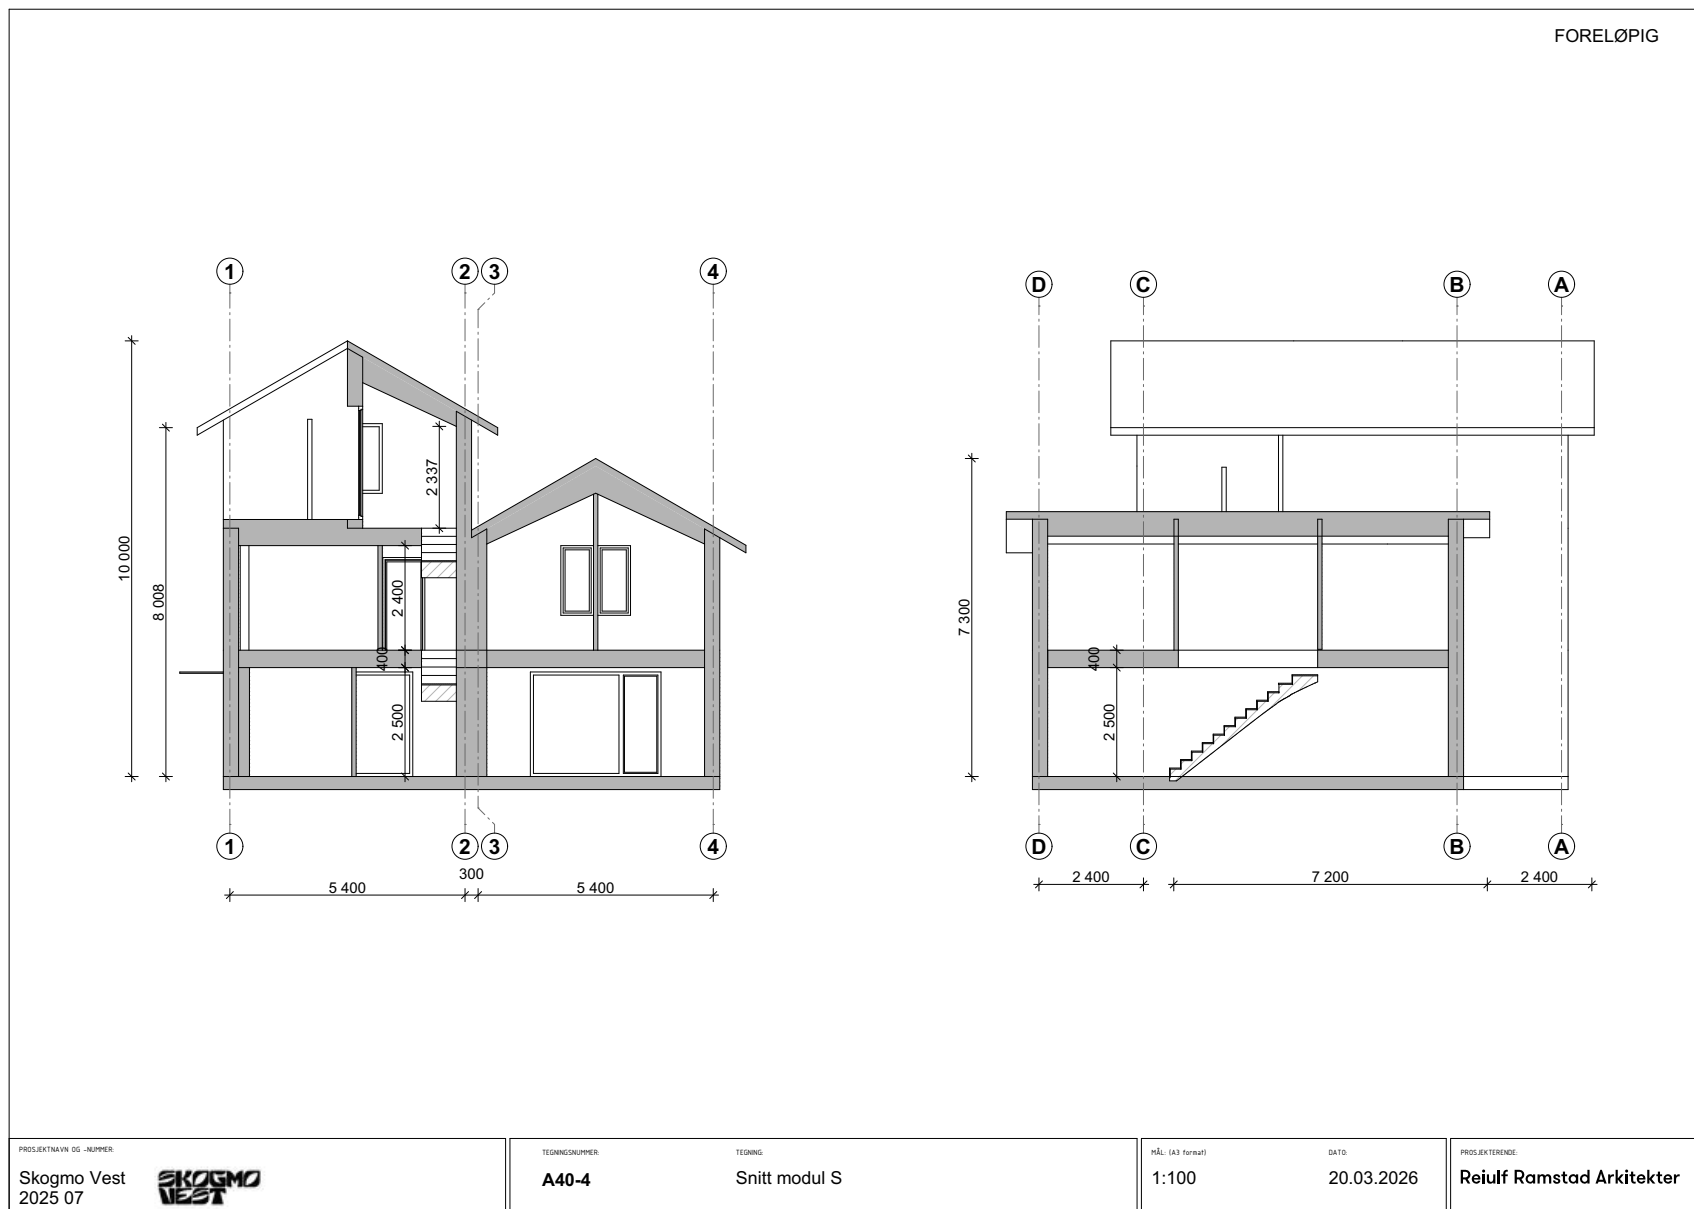 FORELØPIG
1
2
3
4
D
C
B
A
10 000
8 008
2 337
2 400
400
2 500
7 300
400
2 500
1
2
3
4
D
C
B
A
5 400
300
5 400
2 400
7 200
2 400
PROSJEKTNAVN OG -NUMMER:
Skogmo Vest
2025 07
SKOGMO
VEST
TEGNINGSNUMMER:
A40-4
TEGNING:
Snitt modul S
MÅL: (A3 format)
1:100
DATO:
20.03.2026
PROSJEKTERENDE:
Reiulf Ramstad Arkitekter